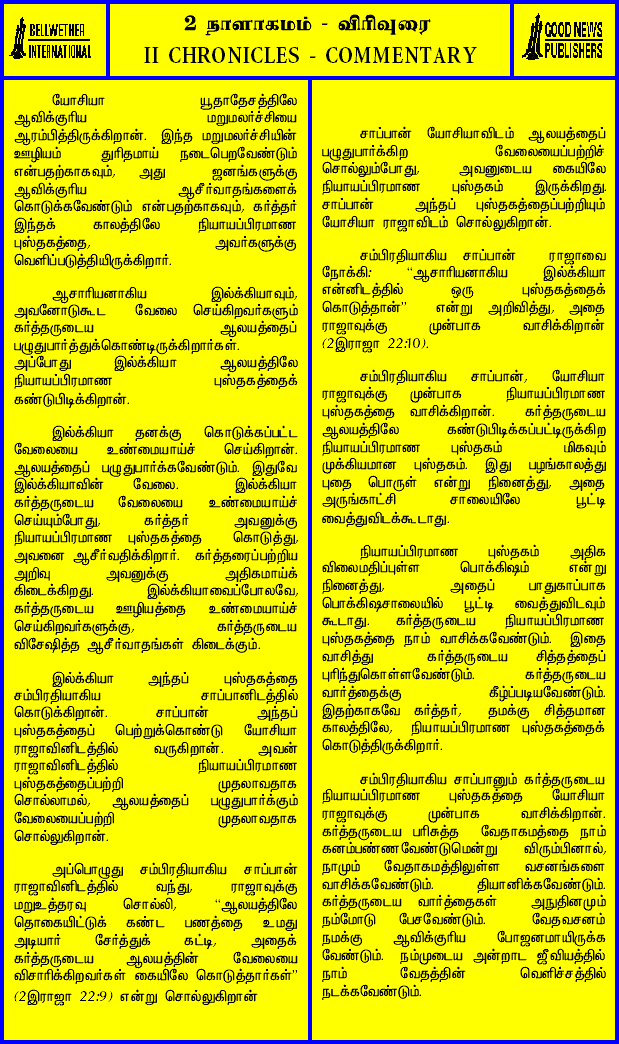 BELLWETHER
INTERNATIONAL
2 நாளாகமம் - விரிவுரை
II CHRONICLES - COMMENTARY
GOOD NEWS
PUBLISHERS
யோசியா யூதாதேசத்திலே
ஆவிக்குரிய மறுமலர்ச்சியை
ஆரம்பித்திருக்கிறான். இந்த மறுமலர்ச்சியின்
ஊழியம் துரிதமாய் நடைபெறவேண்டும்
என்பதற்காகவும், அது ஜனங்களுக்கு
ஆவிக்குரிய ஆசீர்வாதங்களைக்
கொடுக்கவேண்டும் என்பதற்காகவும், கர்த்தர்
இந்தக் காலத்திலே நியாயப்பிரமாண
புஸ்தகத்தை, அவர்களுக்கு
வெளிப்படுத்தியிருக்கிறார்.
ஆசாரியனாகிய இல்க்கியாவும்,
அவனோடுகூட வேலை செய்கிறவர்களும்
கர்த்தருடைய ஆலயத்தைப்
பழுதுபார்த்துக்கொண்டிருக்கிறார்கள்.
அப்போது இல்க்கியா ஆலயத்திலே
நியாயப்பிரமாண புஸ்தகத்தைக்
கண்டுபிடிக்கிறான்.
இல்க்கியா தனக்கு கொடுக்கப்பட்ட
வேலையை உண்மையாய்ச் செய்கிறான்.
ஆலயத்தைப் பழுதுபார்க்கவேண்டும். இதுவே
இல்க்கியாவின் வேலை. இல்க்கியா
கர்த்தருடைய வேலையை உண்மையாய்ச்
செய்யும்போது, கர்த்தர் அவனுக்கு
நியாயப்பிரமாண புஸ்தகத்தை கொடுத்து,
அவனை ஆசீர்வதிக்கிறார். கர்த்தரைப்பற்றிய
அறிவு அவனுக்கு அதிகமாய்க்
கிடைக்கிறது. இல்க்கியாவைப்போலவே,
கர்த்தருடைய ஊழியத்தை உண்மையாய்ச்
செய்கிறவர்களுக்கு, கர்த்தருடைய
விசேஷித்த ஆசீர்வாதங்கள் கிடைக்கும்.
இல்க்கியா அந்தப் புஸ்தகத்தை
சம்பிரதியாகிய சாப்பானிடத்தில்
கொடுக்கிறான். சாப்பான் அந்தப்
புஸ்தகத்தைப் பெற்றுக்கொண்டு யோசியா
ராஜாவினிடத்தில் வருகிறான். அவன்
ராஜாவினிடத்தில் நியாயப்பிரமாண
புஸ்தகத்தைப்பற்றி முதலாவதாக
சொல்லாமல், ஆலயத்தைப் பழுதுபார்க்கும்
வேலையைப்பற்றி முதலாவதாக
சொல்லுகிறான்.
அப்பொழுது சம்பிரதியாகிய சாப்பான்
ராஜாவினிடத்தில் வந்து, ராஜாவுக்கு
மறுஉத்தரவு சொல்லி, “ஆலயத்திலே
தொகையிட்டுக் கண்ட பணத்தை உமது
அடியார் சேர்த்துக் கட்டி, அதைக்
கர்த்தருடைய ஆலயத்தின் வேலையை
விசாரிக்கிறவர்கள் கையிலே கொடுத்தார்கள்”
(2இராஜா 22:9) என்று சொல்லுகிறான்
சாப்பான் யோசியாவிடம் ஆலயத்தைப்
பழுதுபார்க்கிற வேலையைப்பற்றிச்
சொல்லும்போது, அவனுடைய கையிலே
நியாயப்பிரமாண புஸ்தகம் இருக்கிறது.
சாப்பான் அந்தப் புஸ்தகத்தைப்பற்றியும்
யோசியா ராஜாவிடம் சொல்லுகிறான்.
சம்பிரதியாகிய சாப்பான் ராஜாவை
நோக்கி: “ஆசாரியனாகிய இல்க்கியா
என்னிடத்தில் ஒரு புஸ்தகத்தைக்
கொடுத்தான்” என்று அறிவித்து, அதை
ராஜாவுக்கு முன்பாக வாசிக்கிறான்
(2இராஜா 22:10).
சம்பிரதியாகிய சாப்பான், யோசியா
ராஜாவுக்கு முன்பாக நியாயப்பிரமாண
புஸ்தகத்தை வாசிக்கிறான். கர்த்தருடைய
ஆலயத்திலே கண்டுபிடிக்கப்பட்டிருக்கிற
நியாயப்பிரமாண புஸ்தகம் மிகவும்
முக்கியமான புஸ்தகம். இது பழங்காலத்து
புதை பொருள் என்று நினைத்து, அதை
அருங்காட்சி சாலையிலே பூட்டி
வைத்துவிடக்கூடாது.
நியாயப்பிரமாண புஸ்தகம் அதிக
விலைமதிப்புள்ள பொக்கிஷம் என்று
நினைத்து, அதைப் பாதுகாப்பாக
பொக்கிஷசாலையில் பூட்டி வைத்துவிடவும்
கூடாது. கர்த்தருடைய நியாயப்பிரமாண
புஸ்தகத்தை நாம் வாசிக்கவேண்டும். இதை
வாசித்து கர்த்தருடைய சித்தத்தைப்
புரிந்துகொள்ளவேண்டும். கர்த்தருடைய
வார்த்தைக்கு கீழ்ப்படியவேண்டும்.
இதற்காகவே கர்த்தர், தமக்கு சித்தமான
காலத்திலே, நியாயப்பிரமாண புஸ்தகத்தைக்
கொடுத்திருக்கிறார்.
சம்பிரதியாகிய சாப்பானும் கர்த்தருடைய
நியாயப்பிரமாண புஸ்தகத்தை யோசியா
ராஜாவுக்கு முன்பாக வாசிக்கிறான்.
கர்த்தருடைய பரிசுத்த வேதாகமத்தை நாம்
கனம்பண்ணவேண்டுமென்று விரும்பினால்,
நாமும் வேதாகமத்திலுள்ள வசனங்களை
வாசிக்கவேண்டும். தியானிக்கவேண்டும்.
கர்த்தருடைய வார்த்தைகள் அநுதினமும்
நம்மோடு பேசவேண்டும். வேதவசனம்
நமக்கு ஆவிக்குரிய போஜனமாயிருக்க
வேண்டும். நம்முடைய அன்றாட ஜீவியத்தில்
நாம் வேதத்தின் வெளிச்சத்தில்
நடக்கவேண்டும்.